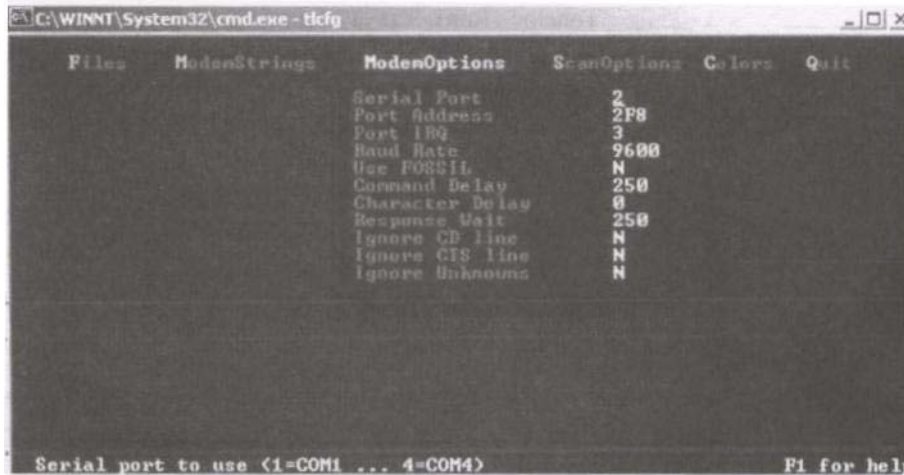 C:\WINNT\System32\cmd.exe - tlcfg
Files ModemStrings ModemOptions ScanOptions Colors Quit
Serial Port 2
Port Address 2F8
Port IRQ 3
Baud Rate 9600
Use FOSSIL N
Command Delay 250
Character Delay 0
Response Wait 250
Ignore CD line N
Ignore CTS line N
Ignore Unknowns N
Serial port to use <1=COM1 ... 4=COM4> F1 for hel